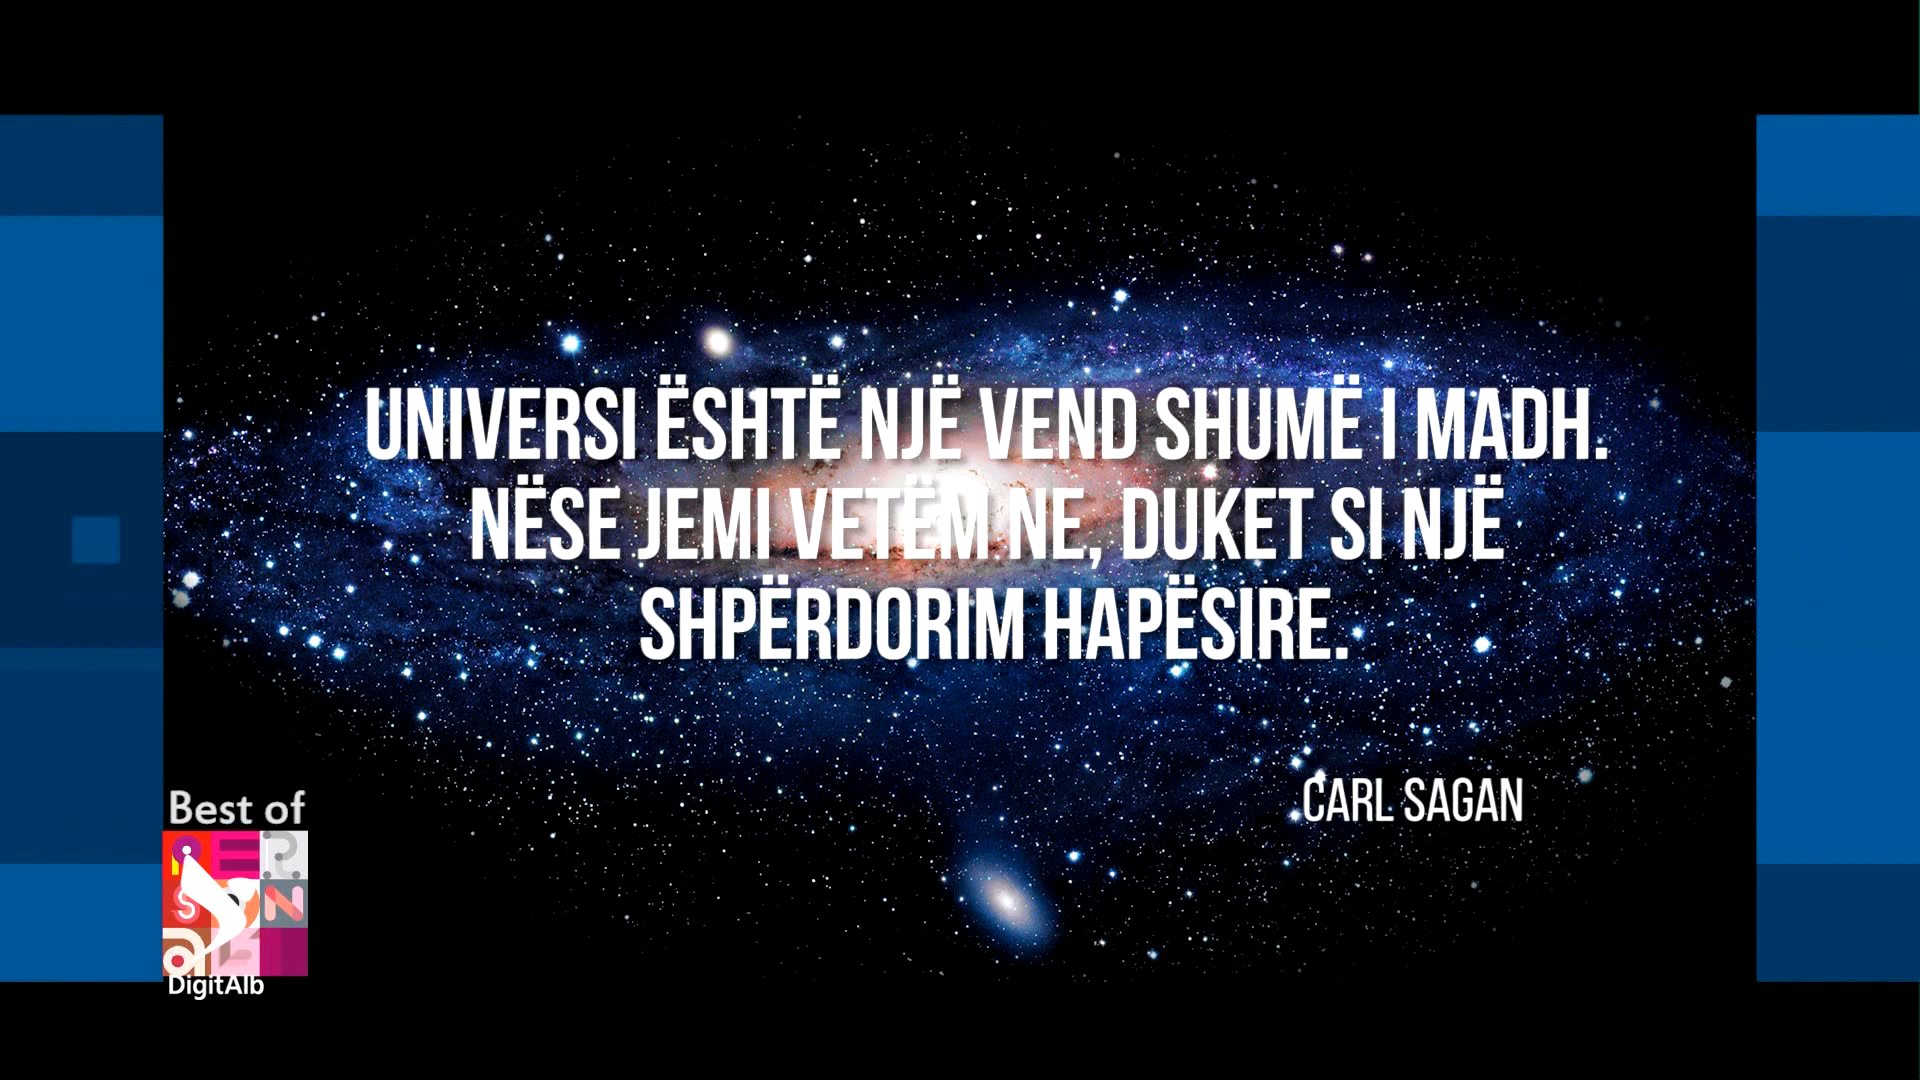 UNIVERSI ËSHTË NJË VEND SHUMË I MADH.
NËSE JEMI VETËM NE, DUKET SI NJË
SHPËRDORIM HAPËSIRE.
CARL SAGAN
Best of
PERSONALITETI
DigitAlb